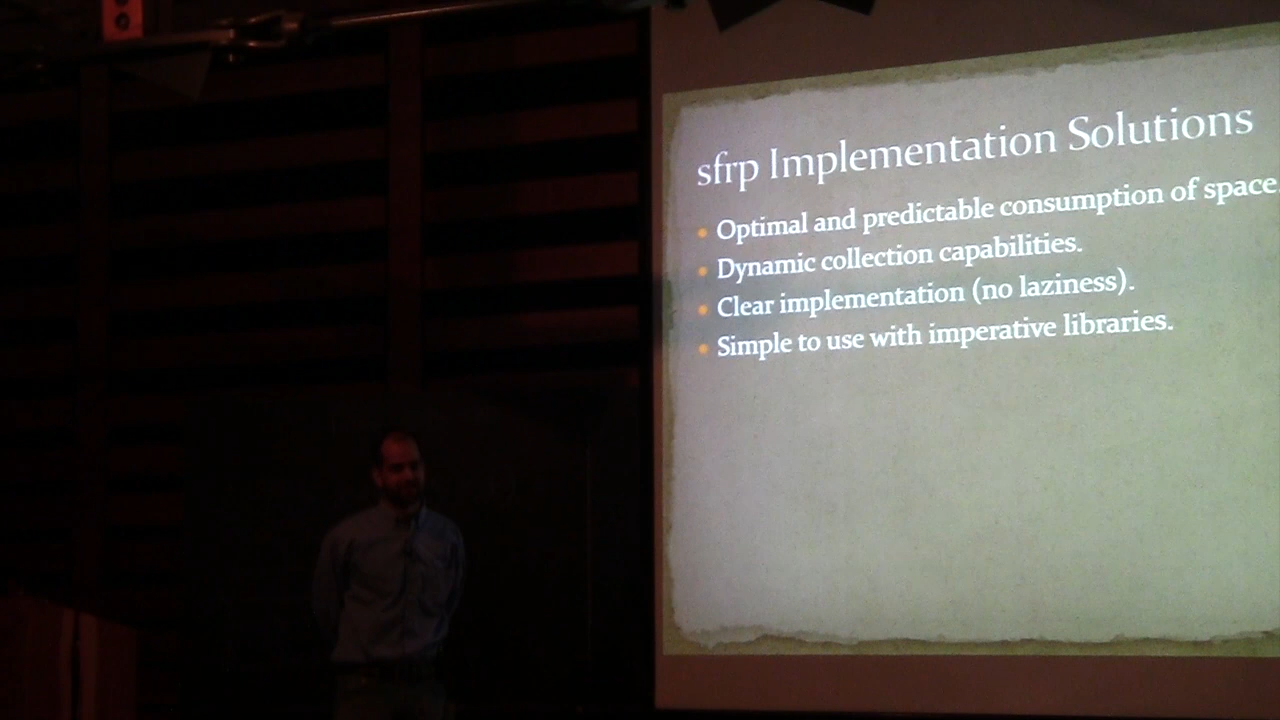 sfrp Implementation Solutions
• Optimal and predictable consumption of space.
• Dynamic collection capabilities.
• Clear implementation (no laziness).
• Simple to use with imperative libraries.